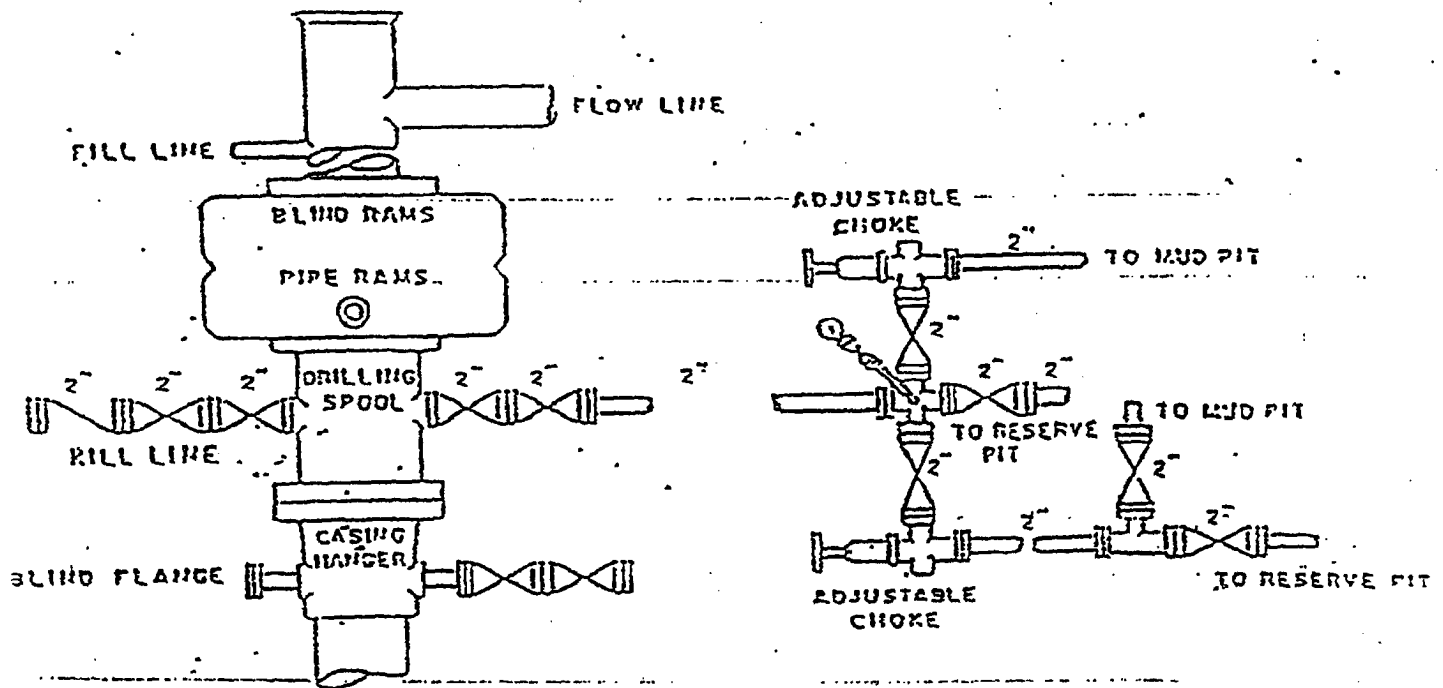 FLOW LINE
FILL LINE
BLIND RAMS
PIPE RAMS
2"
2"
2"
DRILLING
SPOOL
2"
2"
2"
KILL LINE
CASING
HANGER
BLIND FLANGE
ADJUSTABLE
CHOKE
2"
TO MUD PIT
2"
2"
2"
TO RESERVE
PIT
TO MUD PIT
2"
2"
2"
2"
TO RESERVE PIT
ADJUSTABLE
CHOKE